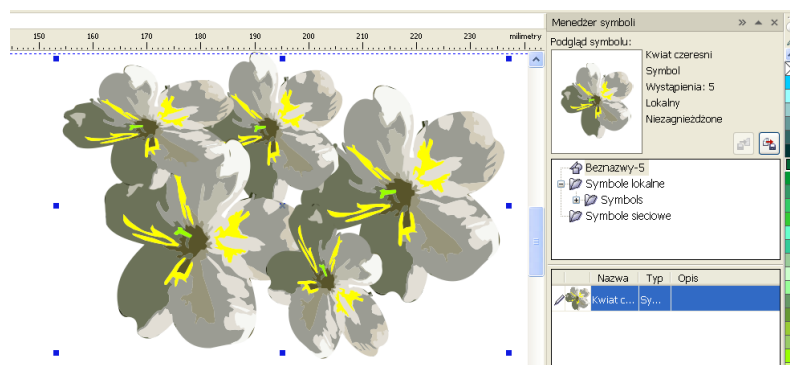 Menedżer symboli
150 160 170 180 190 200 210 220 230 milimetry
Podgląd symbolu:
Kwiat czeresni
Symbol
Wystąpienia: 5
Lokalny
Niezagnieżdżone
Beznazwy-5
Symbole lokalne
Symbols
Symbole sieciowe
Nazwa Typ Opis
Kwiat c... Sy...